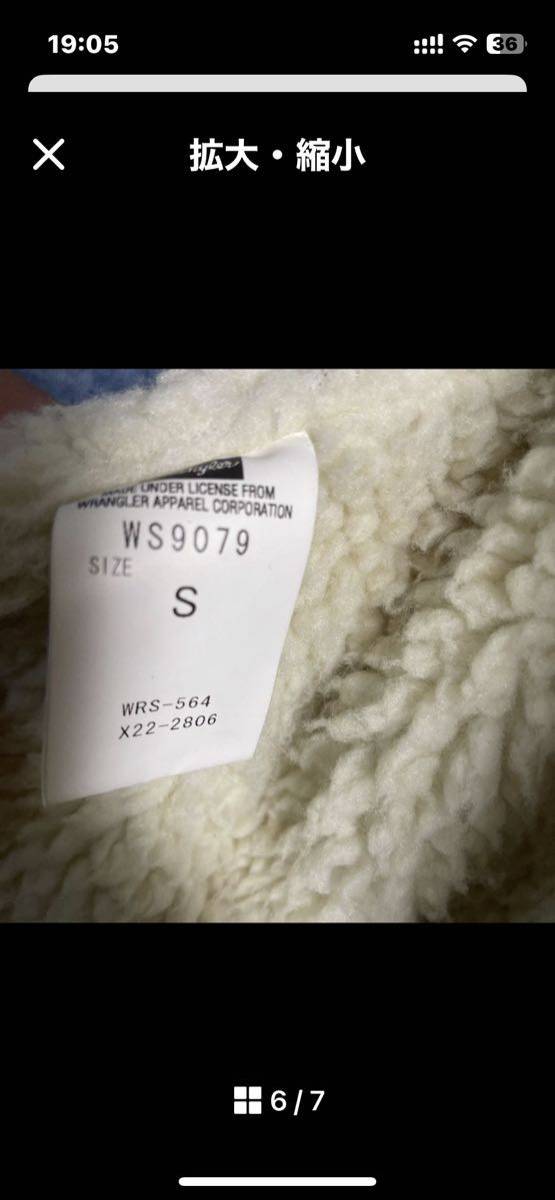 19:05
36
拡大・縮小
UNDER LICENSE FROM
WRANGLER APPAREL CORPORATION
WS9079
SIZE
S
WRS-564
X22-2806
6/7